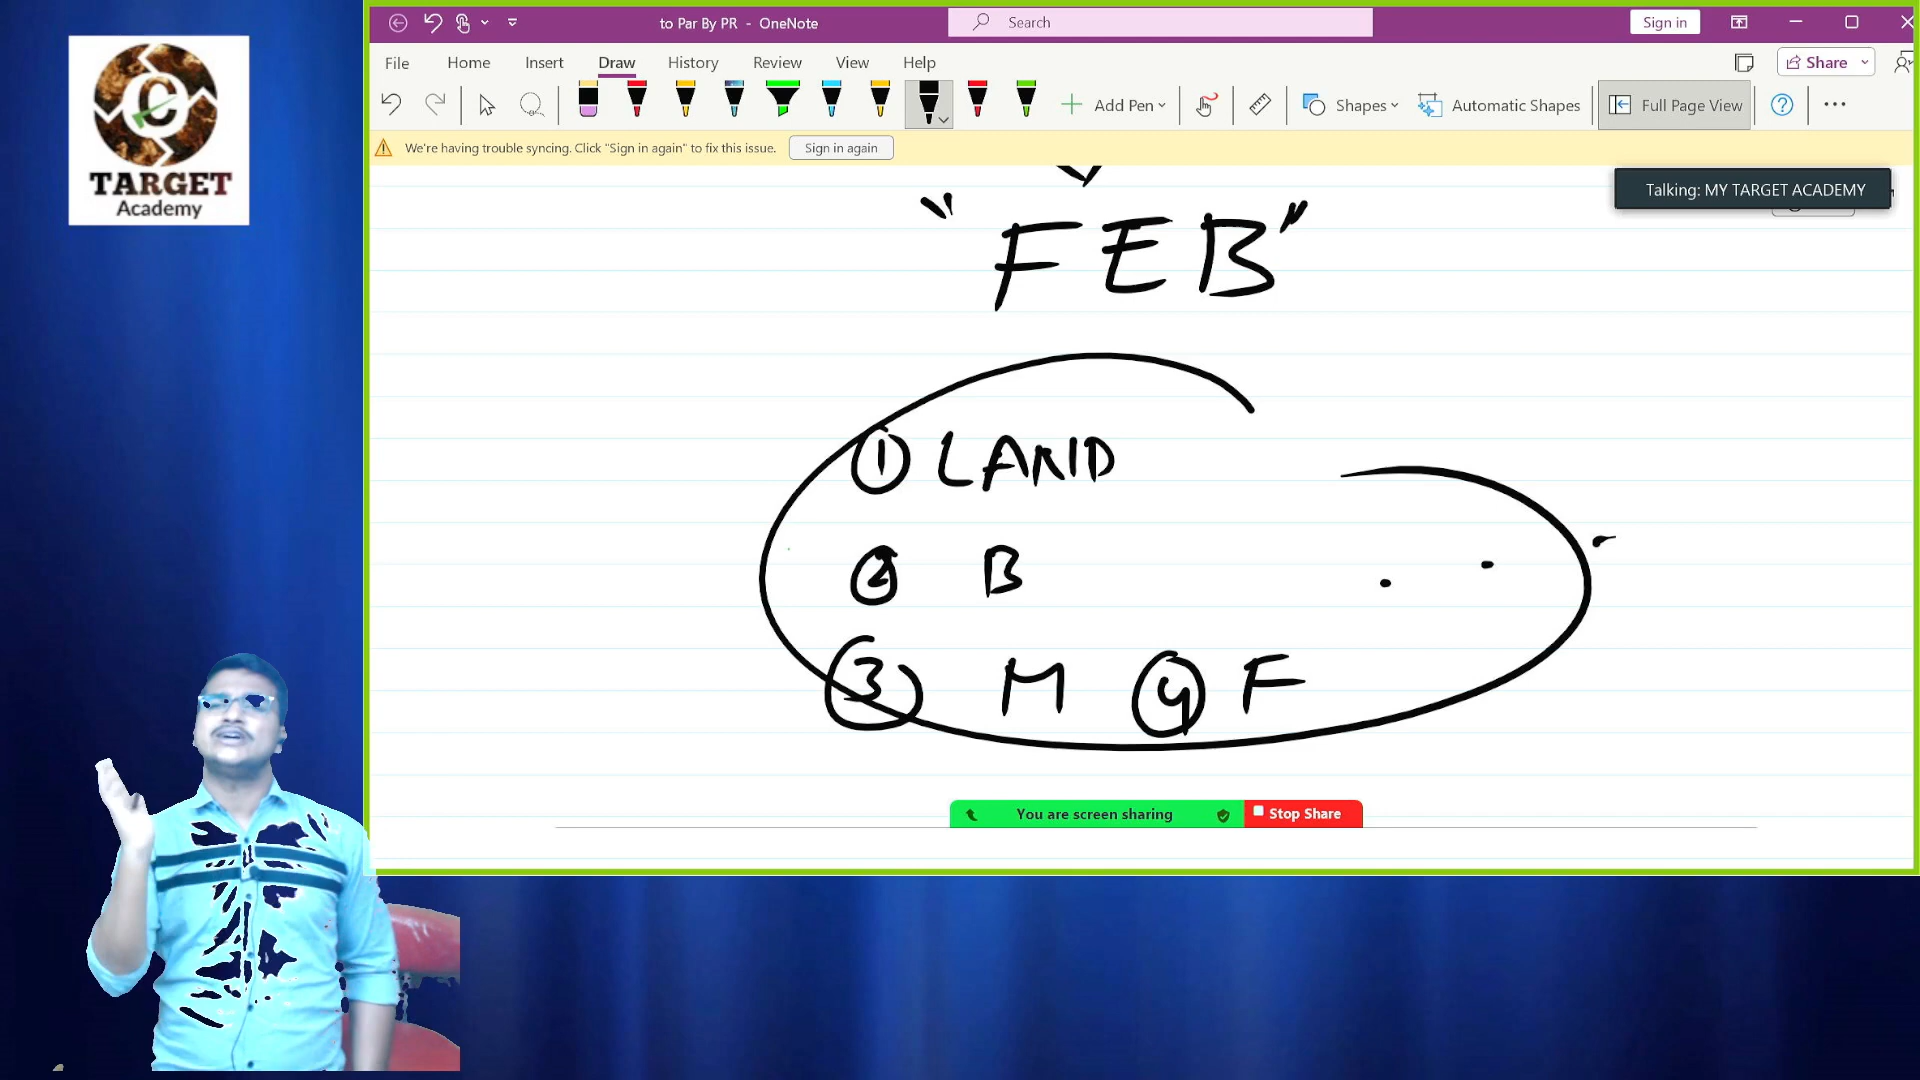 TARGET
Academy
to Par By PR - OneNote
Search
Sign in
File Home Insert Draw History Review View Help
Share
Add Pen
Shapes
Automatic Shapes
Full Page View
We're having trouble syncing. Click "Sign in again" to fix this issue.
Sign in again
Talking: MY TARGET ACADEMY
"FEB"
① LAND
② B
③ M ④ F
You are screen sharing
Stop Share